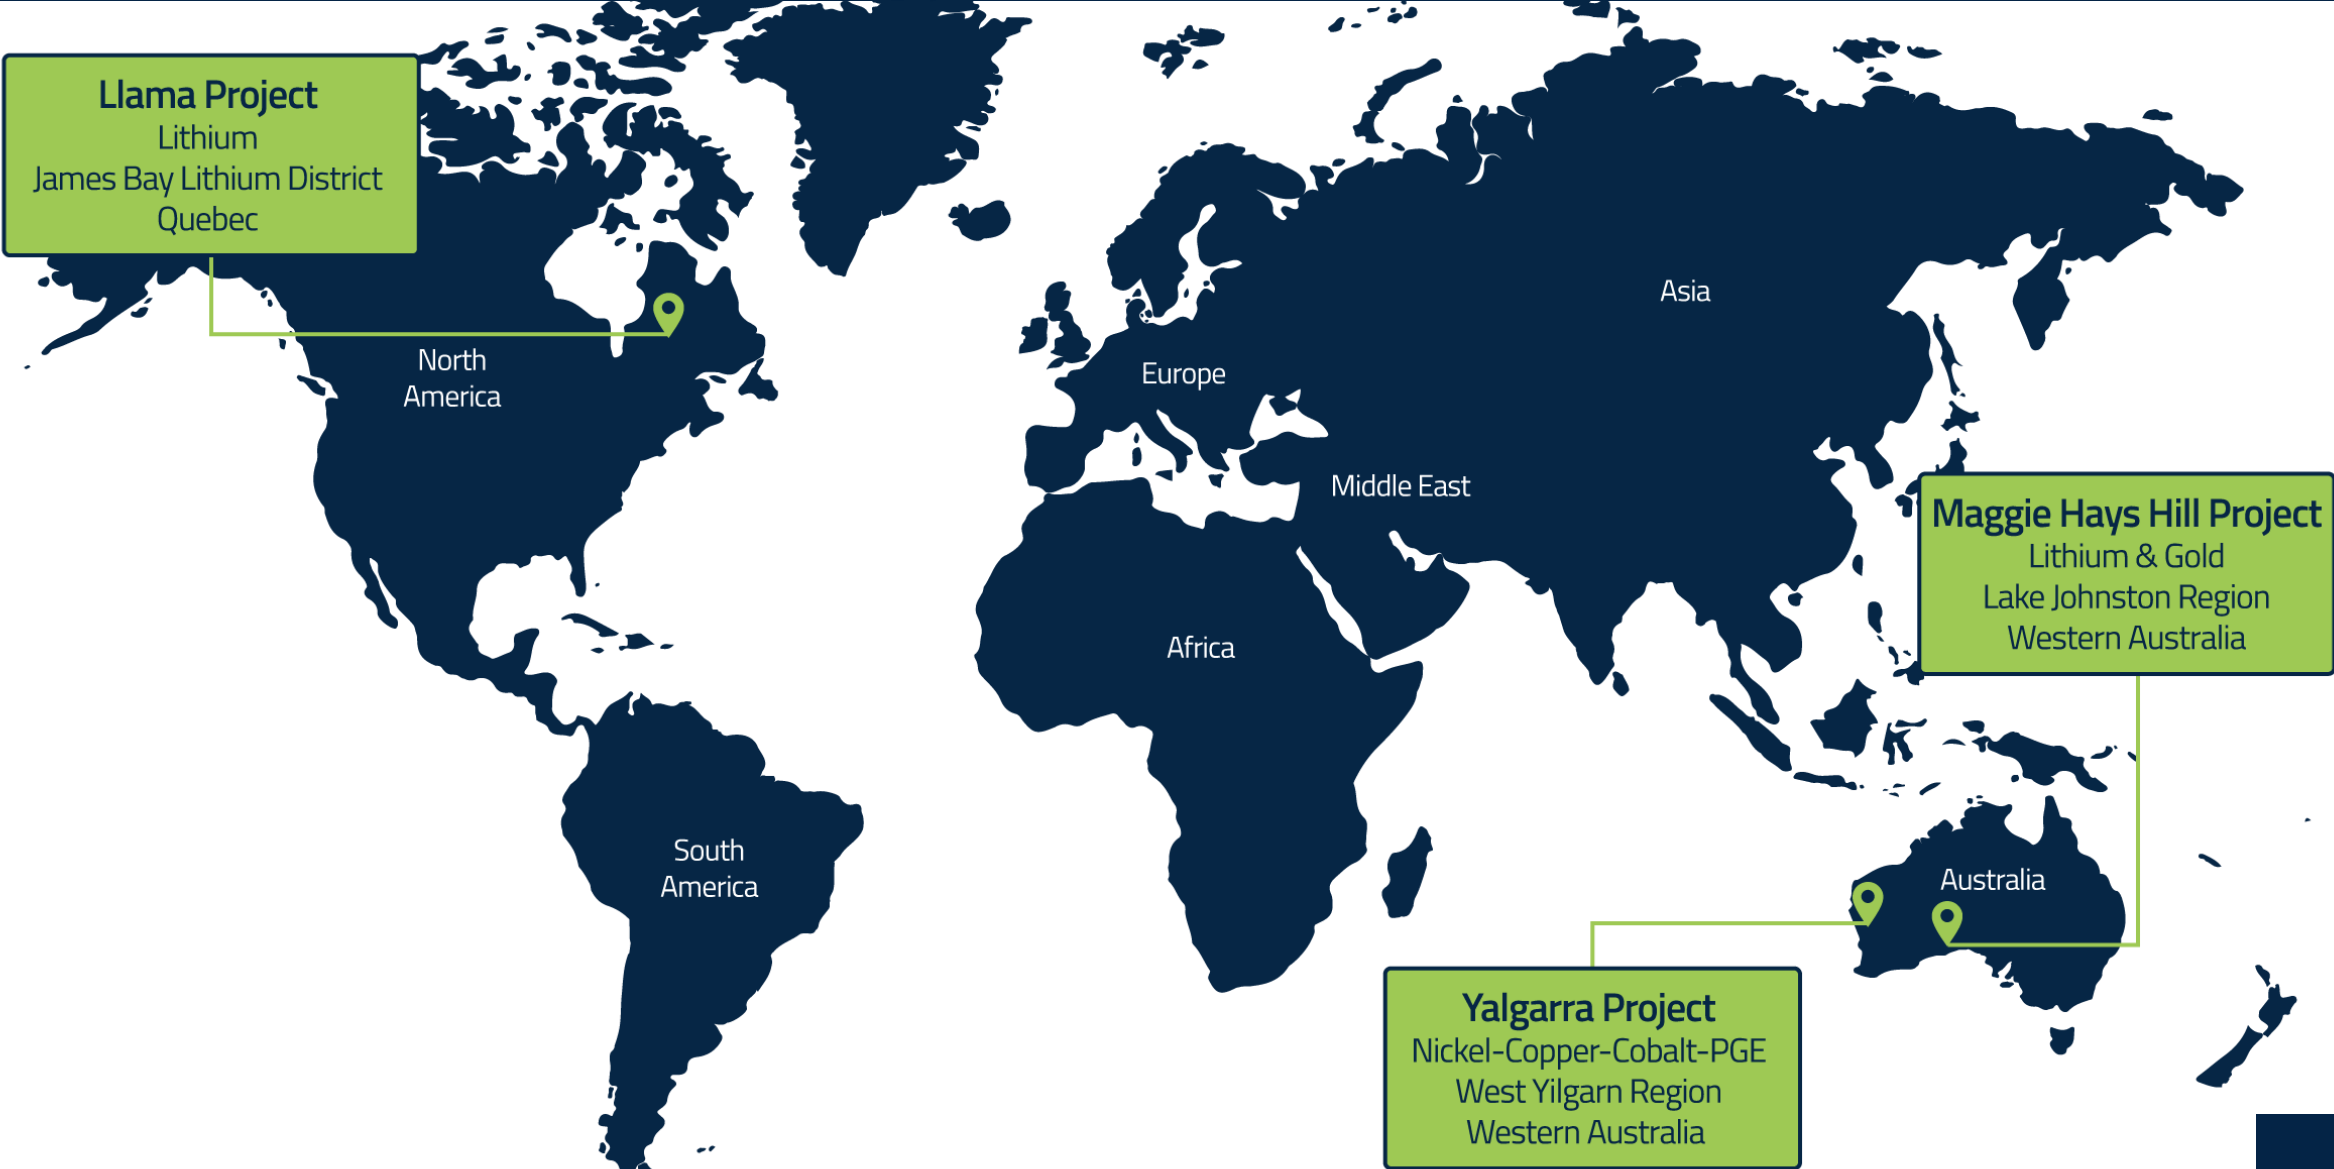 Llama Project
Lithium
James Bay Lithium District
Quebec
North
America
South
America
Europe
Asia
Middle East
Africa
Maggie Hays Hill Project
Lithium & Gold
Lake Johnston Region
Western Australia
Australia
Yalgarra Project
Nickel-Copper-Cobalt-PGE
West Yilgarn Region
Western Australia